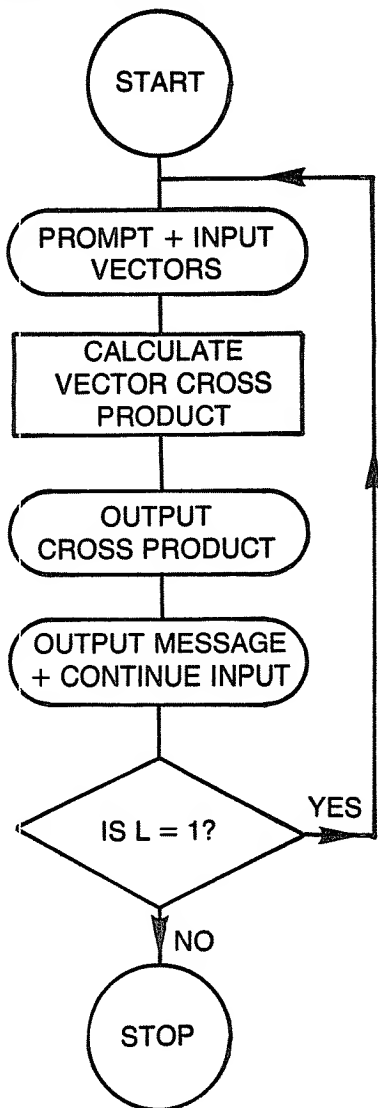 START
PROMPT + INPUT
VECTORS
CALCULATE
VECTOR CROSS
PRODUCT
OUTPUT
CROSS PRODUCT
OUTPUT MESSAGE
+ CONTINUE INPUT
IS L = 1?
YES
NO
STOP